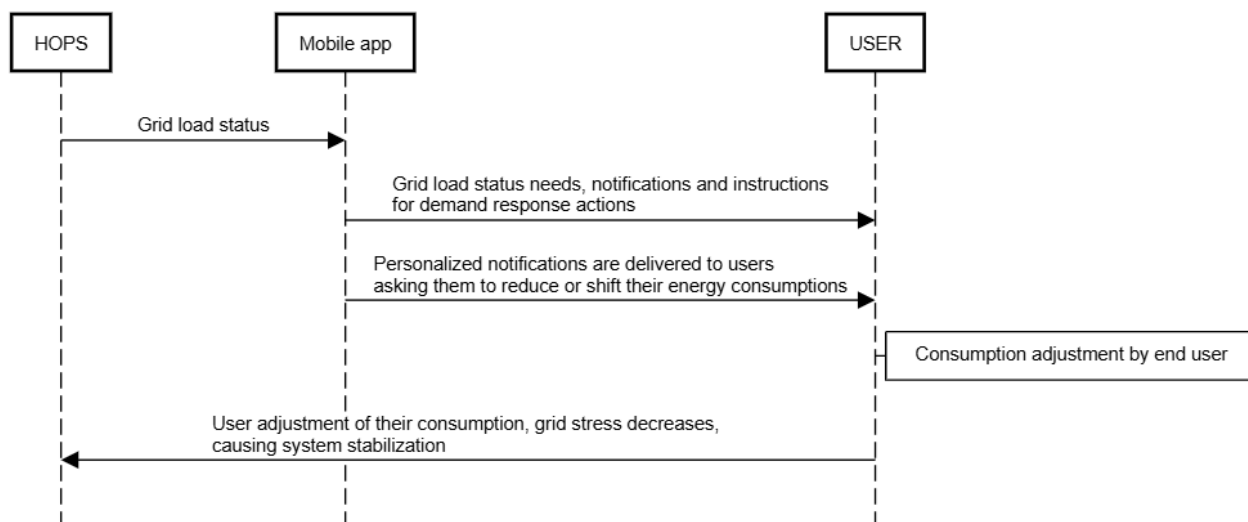 HOPS
Mobile app
USER
Grid load status
Grid load status needs, notifications and instructions
for demand response actions
Personalized notifications are delivered to users
asking them to reduce or shift their energy consumptions
Consumption adjustment by end user
User adjustment of their consumption, grid stress decreases,
causing system stabilization